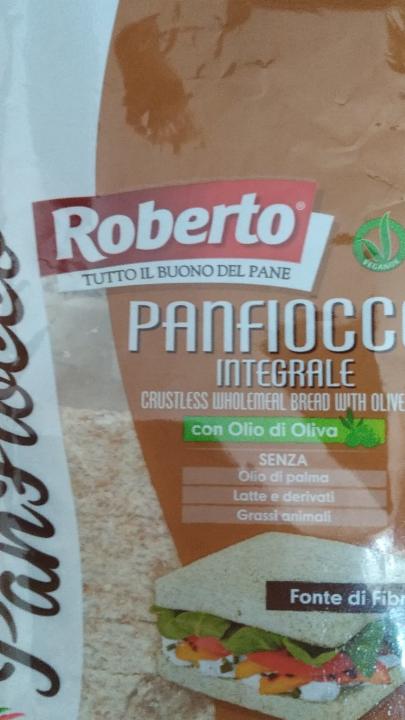 Roberto®
TUTTO IL BUONO DEL PANE
VEGANOK
PANFIOCCO
INTEGRALE
CRUSTLESS WHOLEMEAL BREAD WITH OLIVE
con Olio di Oliva
SENZA
Olio di palma
Latte e derivati
Grassi animali
Fonte di Fibr
PanFiocco